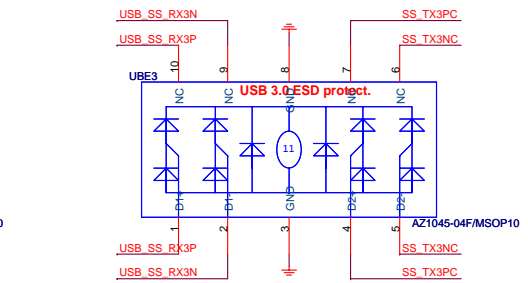 USB_SS_RX3N SS_TX3PC
USB_SS_RX3P SS_TX3NC
10 9 8 7 6
UBE3
NC NC GND NC NC
USB 3.0 ESD protect.
11
D1+ D1- GND D2+ D2-
AZ1045-04F/MSOP10
0
1 2 3 4 5
USB_SS_RX3P SS_TX3NC
USB_SS_RX3N SS_TX3PC